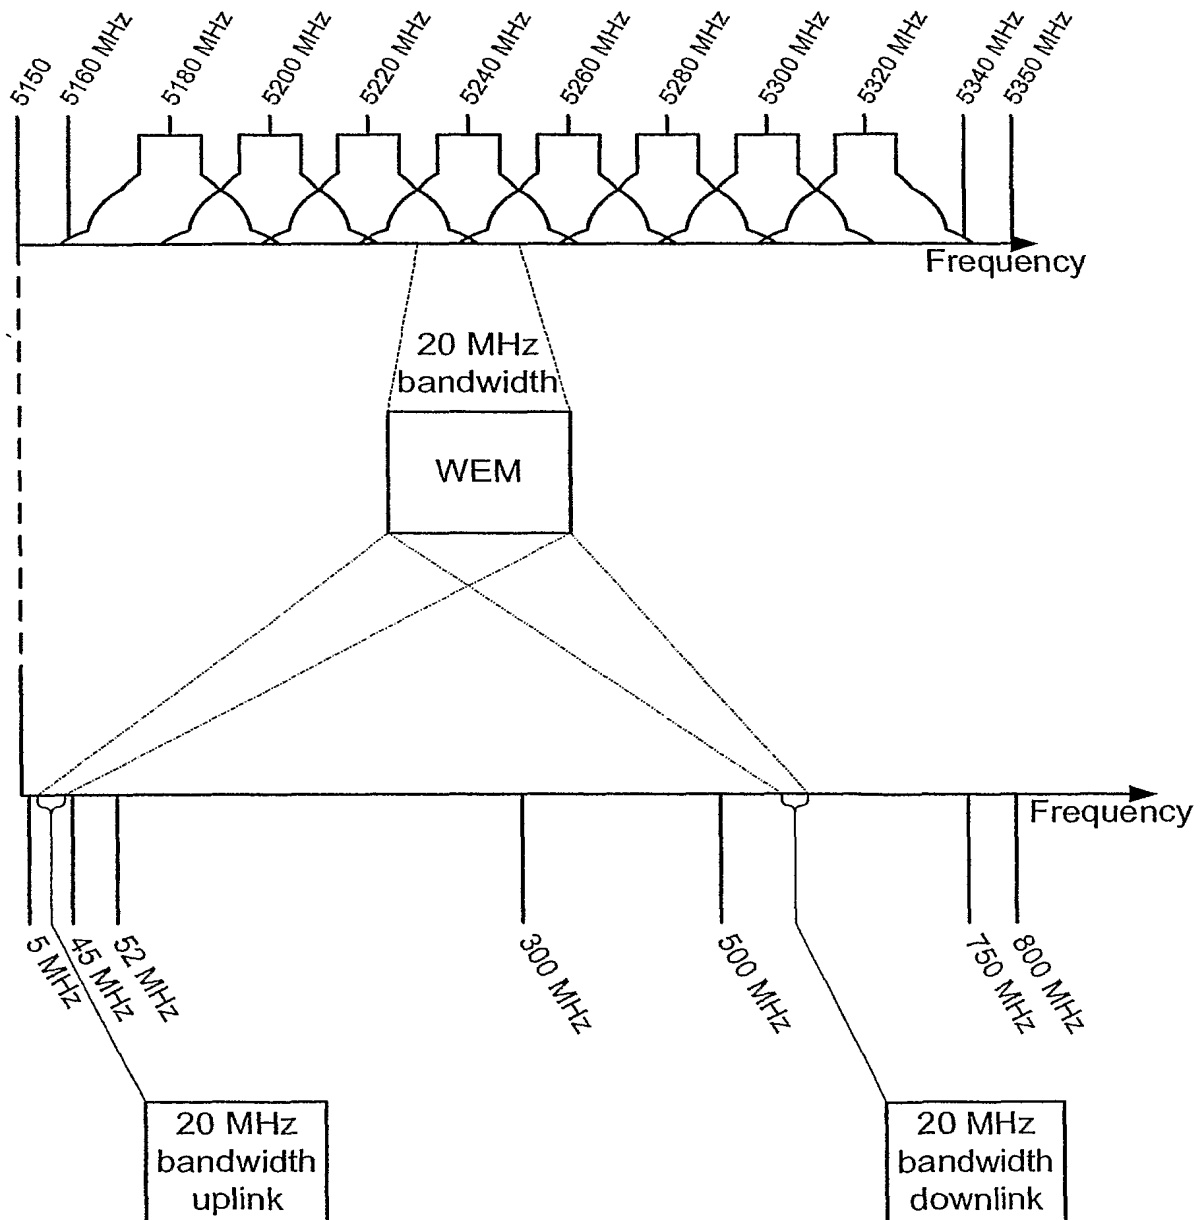 5150
5160 MHz
5180 MHz
5200 MHz
5220 MHz
5240 MHz
5260 MHz
5280 MHz
5300 MHz
5320 MHz
5340 MHz
5350 MHz
Frequency
20 MHz
bandwidth
WEM
Frequency
5 MHz
45 MHz
52 MHz
300 MHz
500 MHz
750 MHz
800 MHz
20 MHz
bandwidth
uplink
20 MHz
bandwidth
downlink